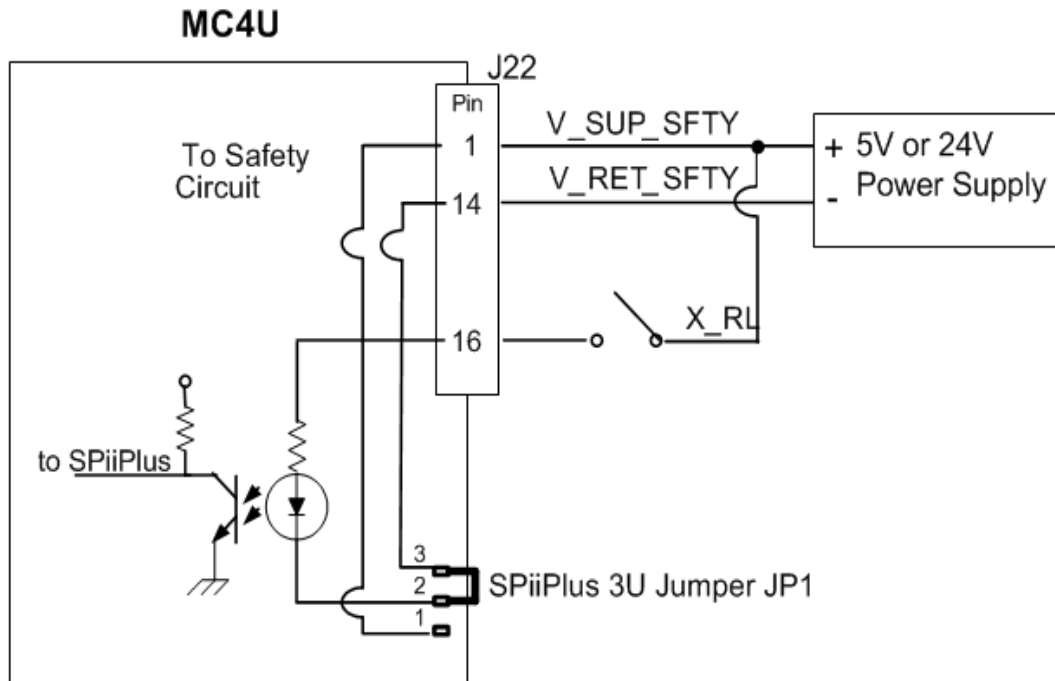 MC4U
J22
Pin
1
V_SUP_SFTY
+ 5V or 24V
Power Supply
-
To Safety
Circuit
14
V_RET_SFTY
16
X_RL
to SPiiPlus
3
2
1
SPiiPlus 3U Jumper JP1